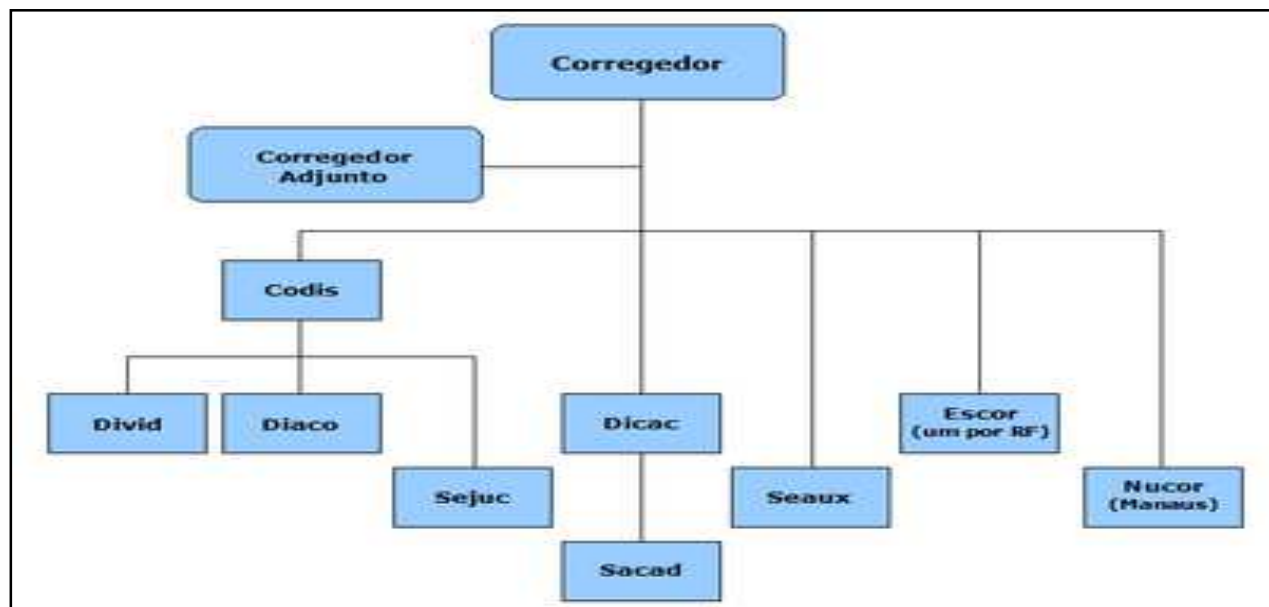 Corregedor
Corregedor
Adjunto
Codis
Divid
Diaco
Dicac
Escor
(um por RF)
Sejuc
Seaux
Nucor
(Manaus)
Sacad